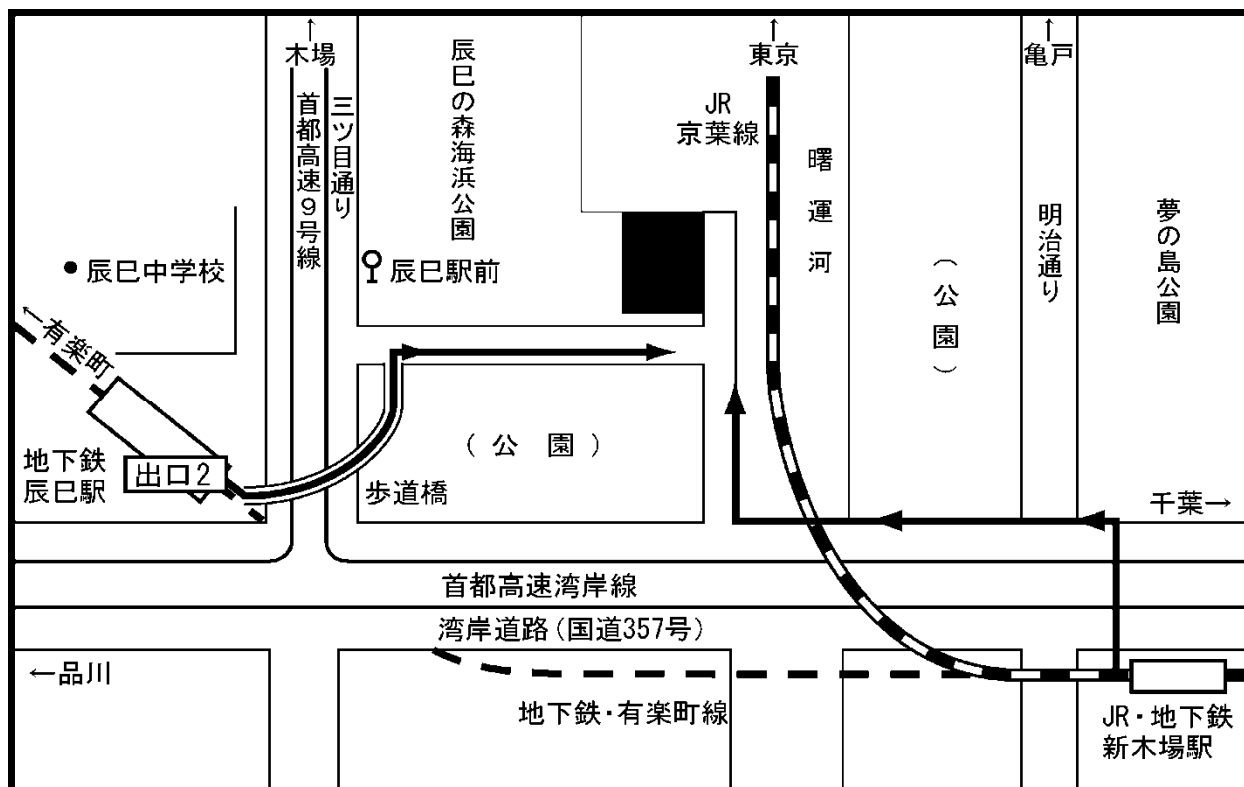 ↑
木場
↑
東京
↑
亀戸
首都高速9号線
三ツ目通り
辰巳の森海浜公園
JR
京葉線
曙運河
(公園)
明治通り
夢の島公園
辰巳中学校
辰巳駅前
←有楽町
地下鉄
辰巳駅
出口2
歩道橋
(公園)
千葉→
首都高速湾岸線
湾岸道路(国道357号)
←品川
地下鉄・有楽町線
JR・地下鉄
新木場駅